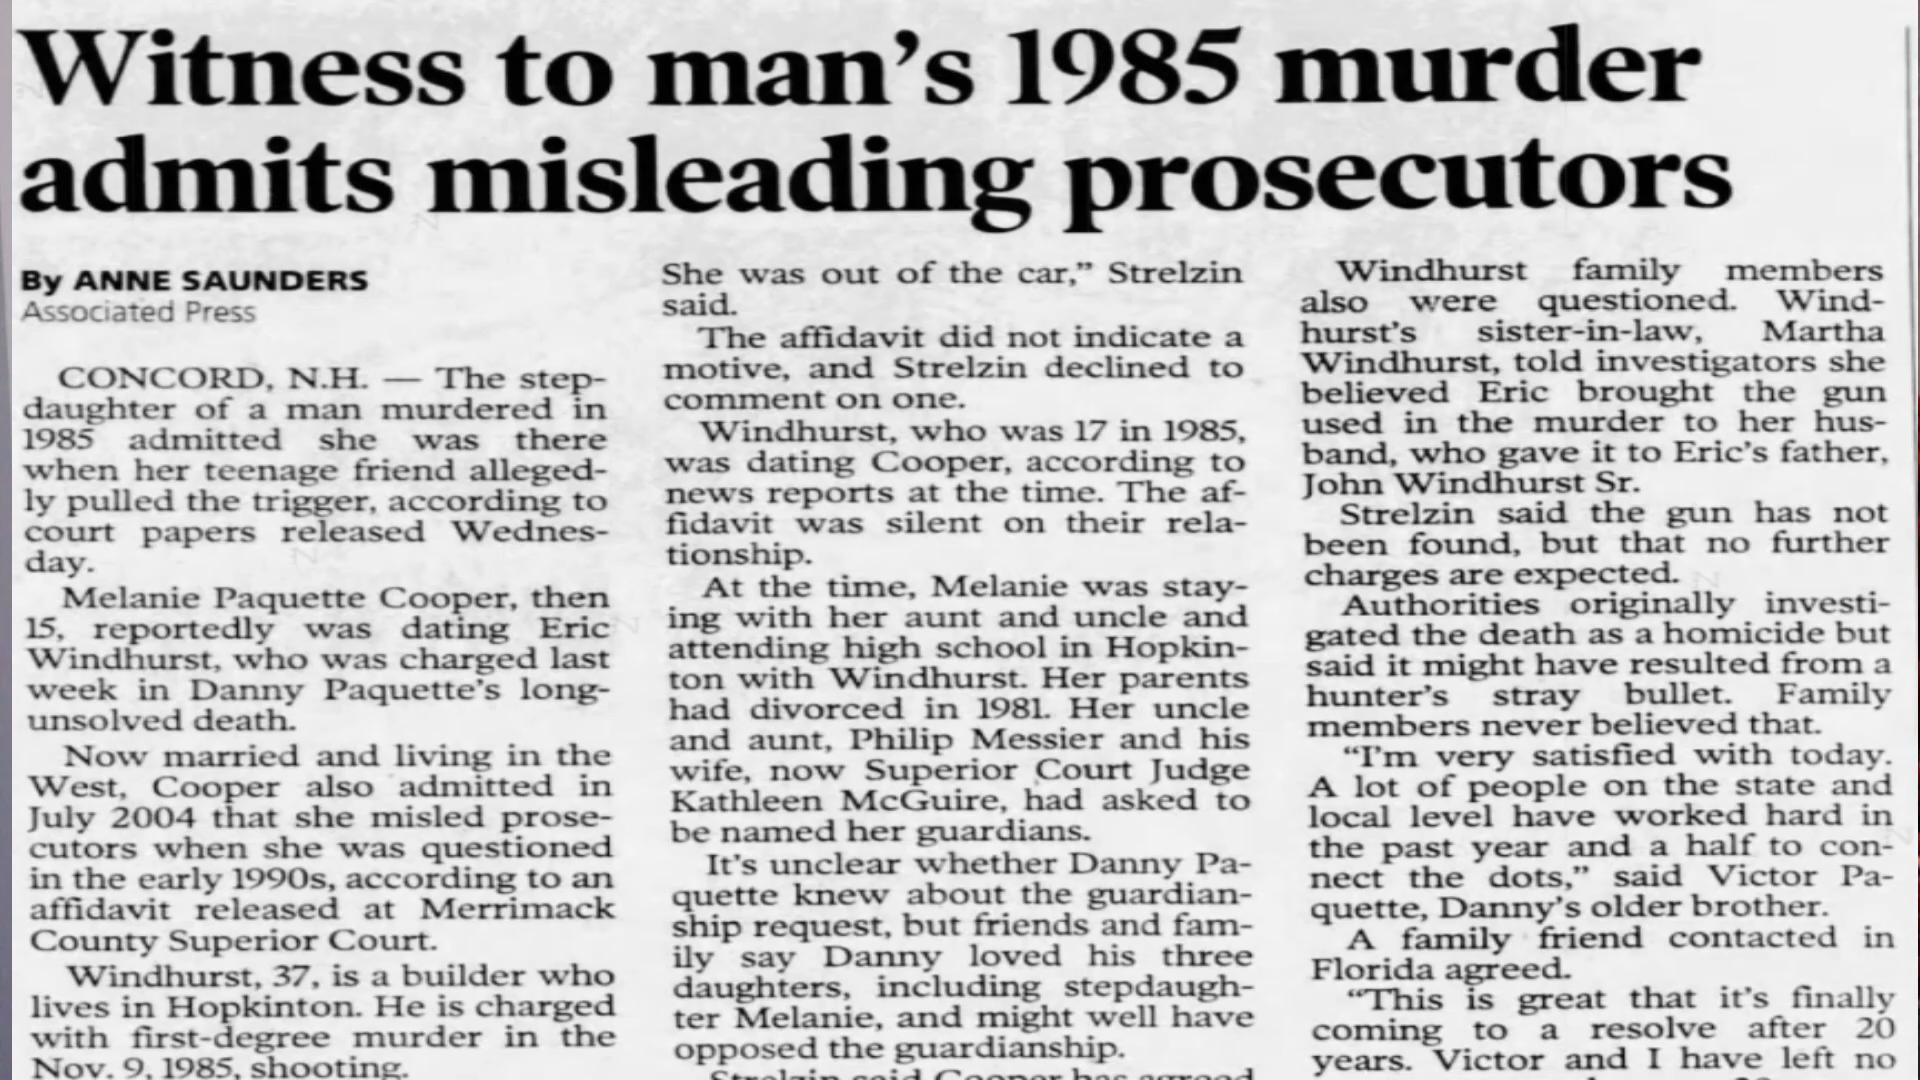 Witness to man's 1985 murder
admits misleading prosecutors
By ANNE SAUNDERS
Associated Press
CONCORD, N.H. — The step-
daughter of a man murdered in
1985 admitted she was there
when her teenage friend alleged-
ly pulled the trigger, according to
court papers released Wednes-
day.
Melanie Paquette Cooper, then
15, reportedly was dating Eric
Windhurst, who was charged last
week in Danny Paquette's long-
unsolved death.
Now married and living in the
West, Cooper also admitted in
July 2004 that she misled prose-
cutors when she was questioned
in the early 1990s, according to an
affidavit released at Merrimack
County Superior Court.
Windhurst, 37, is a builder who
lives in Hopkinton. He is charged
with first-degree murder in the
Nov. 9, 1985, shooting.
She was out of the car,” Strelzin
said.
The affidavit did not indicate a
motive, and Strelzin declined to
comment on one.
Windhurst, who was 17 in 1985,
was dating Cooper, according to
news reports at the time. The af-
fidavit was silent on their rela-
tionship.
At the time, Melanie was stay-
ing with her aunt and uncle and
attending high school in Hopkin-
ton with Windhurst. Her parents
had divorced in 1981. Her uncle
and aunt, Philip Messier and his
wife, now Superior Court Judge
Kathleen McGuire, had asked to
be named her guardians.
It's unclear whether Danny Pa-
quette knew about the guardian-
ship request, but friends and fam-
ily say Danny loved his three
daughters, including stepdaugh-
ter Melanie, and might well have
opposed the guardianship.
Strelzin said Cooper has agreed
Windhurst family members
also were questioned. Wind-
hurst's sister-in-law, Martha
Windhurst, told investigators she
believed Eric brought the gun
used in the murder to her hus-
band, who gave it to Eric's father,
John Windhurst Sr.
Strelzin said the gun has not
been found, but that no further
charges are expected.
Authorities originally investi-
gated the death as a homicide but
said it might have resulted from a
hunter's stray bullet. Family
members never believed that.
“I'm very satisfied with today.
A lot of people on the state and
local level have worked hard in
the past year and a half to con-
nect the dots,” said Victor Pa-
quette, Danny's older brother.
A family friend contacted in
Florida agreed.
“This is great that it's finally
coming to a resolve after 20
years. Victor and I have left no